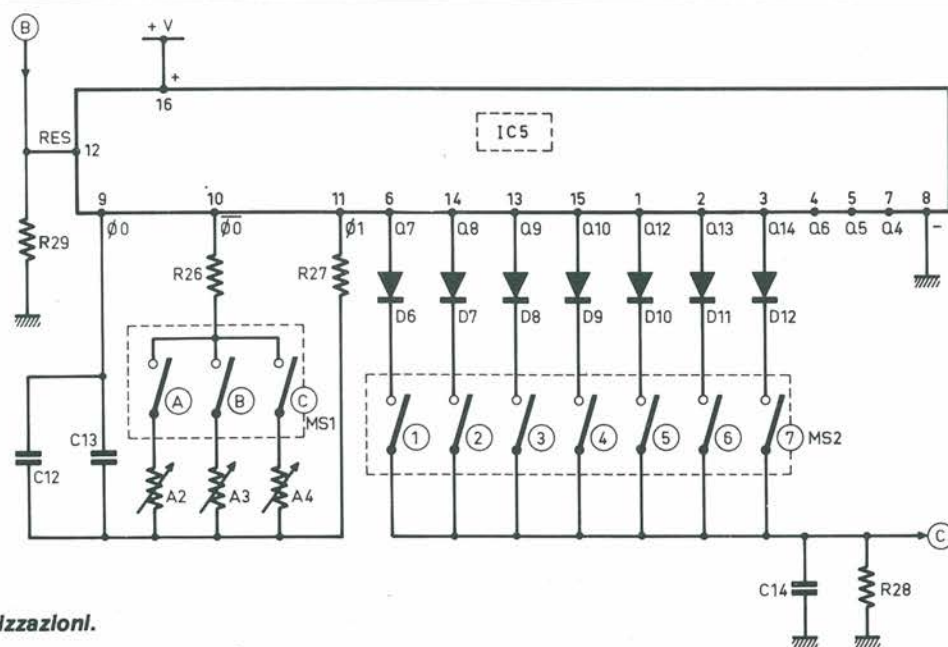 B
+ V
+
16
IC5
RES
12
9 10 11 6 14 13 15 1 2 3 4 5 7 8
ø0 ø0 ø1 Q7 Q8 Q9 Q10 Q12 Q13 Q14 Q6 Q5 Q4 -
R29
R26 R27
D6 D7 D8 D9 D10 D11 D12
A B C MS1
1 2 3 4 5 6 7 MS2
C12 C13
A2 A3 A4
C
C14 R28
izzazioni.